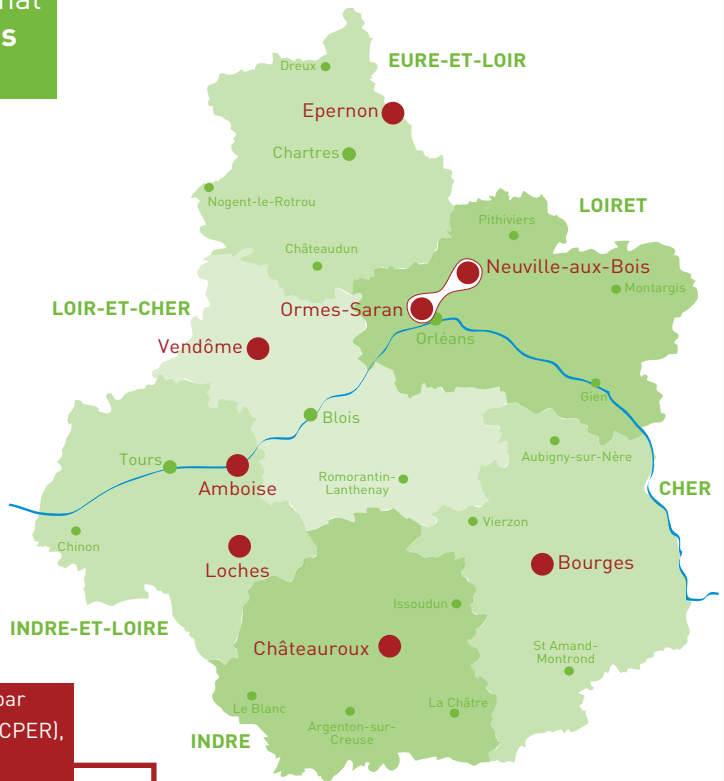 nat
s
EURE-ET-LOIR
Dreux
Epernon
Chartres
Nogent-le-Rotrou
LOIRET
Pithiviers
Châteaudun
Neuville-aux-Bois
Montargis
LOIR-ET-CHER
Ormes-Saran
Orléans
Vendôme
Gien
Blois
Tours
Aubigny-sur-Nère
Amboise
Romorantin-
Lanthenay
CHER
Vierzon
Chinon
Loches
Bourges
Issoudun
INDRE-ET-LOIRE
Châteauroux
St Amand-
Montrond
par
CPER),
Le Blanc
La Châtre
Argenton-sur-
Creuse
INDRE